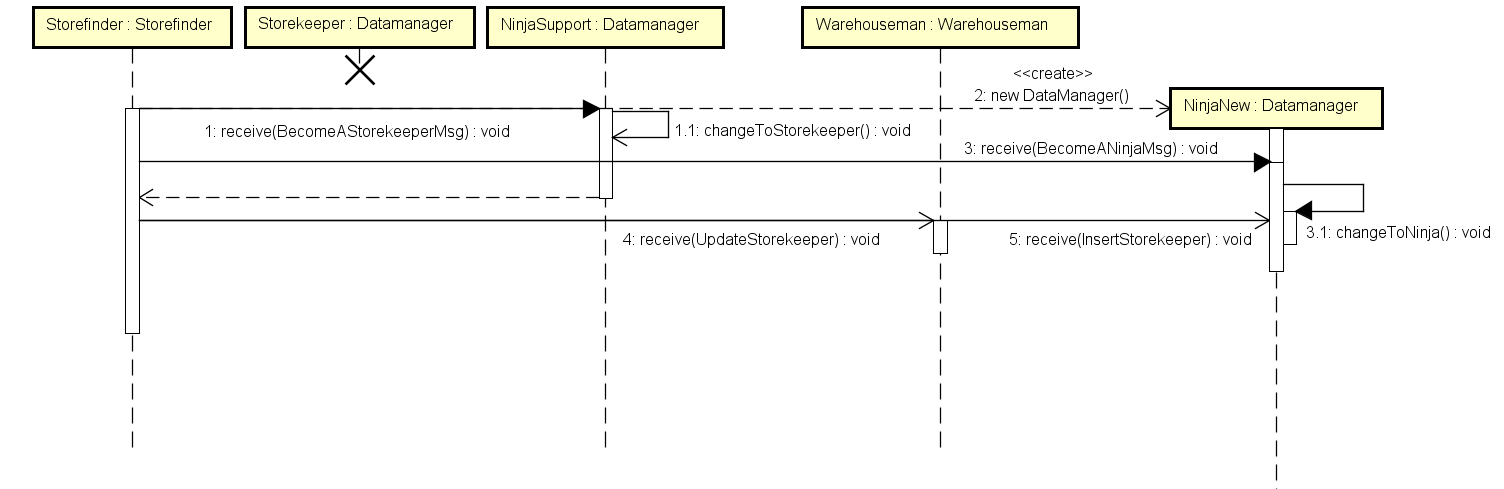 Storefinder : Storefinder
Storekeeper : Datamanager
NinjaSupport : Datamanager
Warehouseman : Warehouseman
<<create>>
2: new DataManager()
NinjaNew : Datamanager
1: receive(BecomeAStorekeeperMsg) : void
1.1: changeToStorekeeper() : void
3: receive(BecomeANinjaMsg) : void
3.1: changeToNinja() : void
4: receive(UpdateStorekeeper) : void
5: receive(InsertStorekeeper) : void